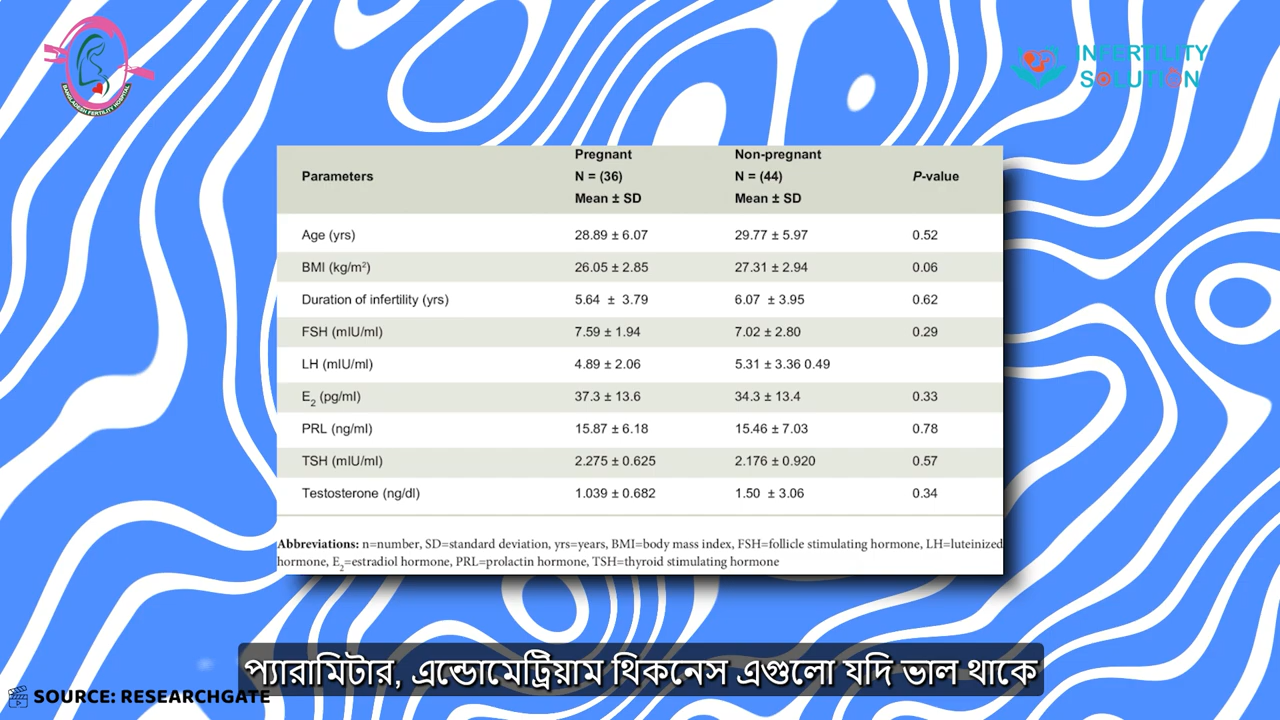 BANGLADESH FERTILITY HOSPITAL
INFERTILITY
SOLUTION
Parameters
Pregnant
N = (36)
Mean ± SD
Non-pregnant
N = (44)
Mean ± SD
P-value
Age (yrs) 28.89 ± 6.07 29.77 ± 5.97 0.52
BMI (kg/m²) 26.05 ± 2.85 27.31 ± 2.94 0.06
Duration of infertility (yrs) 5.64 ± 3.79 6.07 ± 3.95 0.62
FSH (mIU/ml) 7.59 ± 1.94 7.02 ± 2.80 0.29
LH (mIU/ml) 4.89 ± 2.06 5.31 ± 3.36 0.49
E₂ (pg/ml) 37.3 ± 13.6 34.3 ± 13.4 0.33
PRL (ng/ml) 15.87 ± 6.18 15.46 ± 7.03 0.78
TSH (mIU/ml) 2.275 ± 0.625 2.176 ± 0.920 0.57
Testosterone (ng/dl) 1.039 ± 0.682 1.50 ± 3.06 0.34
Abbreviations: n=number, SD=standard deviation, yrs=years, BMI=body mass index, FSH=follicle stimulating hormone, LH=luteinized
hormone, E₂=estradiol hormone, PRL=prolactin hormone, TSH=thyroid stimulating hormone
প্যারামিটার, এন্ডোমেট্রিয়াম থিকনেস এগুলো যদি ভাল থাকে
SOURCE: RESEARCHGATE